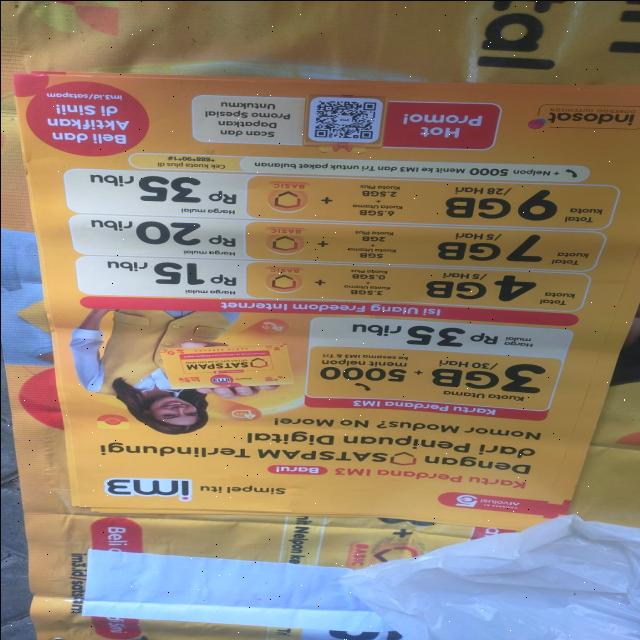 Simpel itu im3
Kartu Perdana IM3 Baru!
Dengan SATSPAM Terlindungi
dari Penipuan Digital
Nomor Modus? No More!
SATSPAM
Kartu Perdana IM3
Kuota Utama
3GB
/30 Hari
+ 5000
menit nelpon
ke sesama IM3 & Tri
Harga mulai
Rp 35 ribu
Isi Ulang Freedom Internet
Total kuota 4GB /5 Hari
3.5GB Kuota Utama
0.5GB Kuota Plus
+ BASIC
Harga mulai Rp 15 ribu
Total kuota 7GB /5 Hari
5GB Kuota Utama
2GB Kuota Plus
+ BASIC
Harga mulai Rp 20 ribu
Total kuota 9GB /28 Hari
6.5GB Kuota Utama
2.5GB Kuota Plus
+ BASIC
Harga mulai Rp 35 ribu
+ Nelpon 5000 Menit ke IM3 dan Tri untuk paket bulanan
Cek kuota plus di *888*901#
indosat
Hot Promo!
Scan dan
Dapatkan
Promo Spesial
Untukmu
Beli dan
Aktifkan
di Sini!
im3.id/satspam